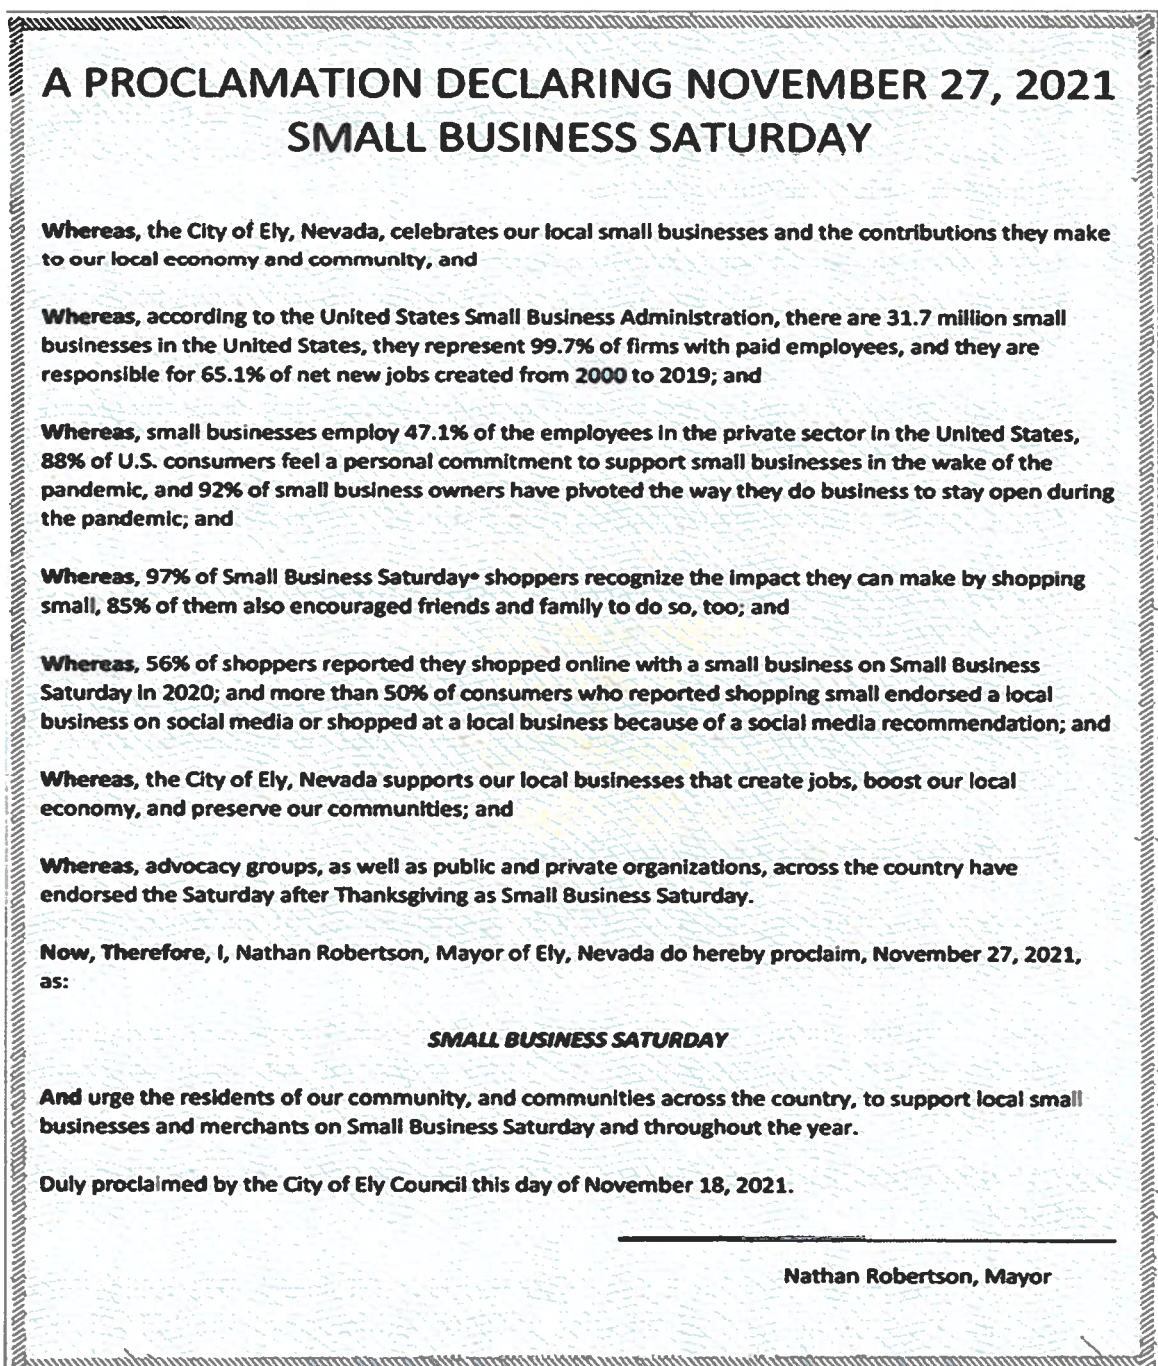 A PROCLAMATION DECLARING NOVEMBER 27, 2021
SMALL BUSINESS SATURDAY
Whereas, the City of Ely, Nevada, celebrates our local small businesses and the contributions they make
to our local economy and community, and
Whereas, according to the United States Small Business Administration, there are 31.7 million small
businesses in the United States, they represent 99.7% of firms with paid employees, and they are
responsible for 65.1% of net new jobs created from 2000 to 2019; and
Whereas, small businesses employ 47.1% of the employees in the private sector in the United States,
88% of U.S. consumers feel a personal commitment to support small businesses in the wake of the
pandemic, and 92% of small business owners have pivoted the way they do business to stay open during
the pandemic; and
Whereas, 97% of Small Business Saturday® shoppers recognize the impact they can make by shopping
small, 85% of them also encouraged friends and family to do so, too; and
Whereas, 56% of shoppers reported they shopped online with a small business on Small Business
Saturday in 2020; and more than 50% of consumers who reported shopping small endorsed a local
business on social media or shopped at a local business because of a social media recommendation; and
Whereas, the City of Ely, Nevada supports our local businesses that create jobs, boost our local
economy, and preserve our communities; and
Whereas, advocacy groups, as well as public and private organizations, across the country have
endorsed the Saturday after Thanksgiving as Small Business Saturday.
Now, Therefore, I, Nathan Robertson, Mayor of Ely, Nevada do hereby proclaim, November 27, 2021,
as:
SMALL BUSINESS SATURDAY
And urge the residents of our community, and communities across the country, to support local small
businesses and merchants on Small Business Saturday and throughout the year.
Duly proclaimed by the City of Ely Council this day of November 18, 2021.
Nathan Robertson, Mayor